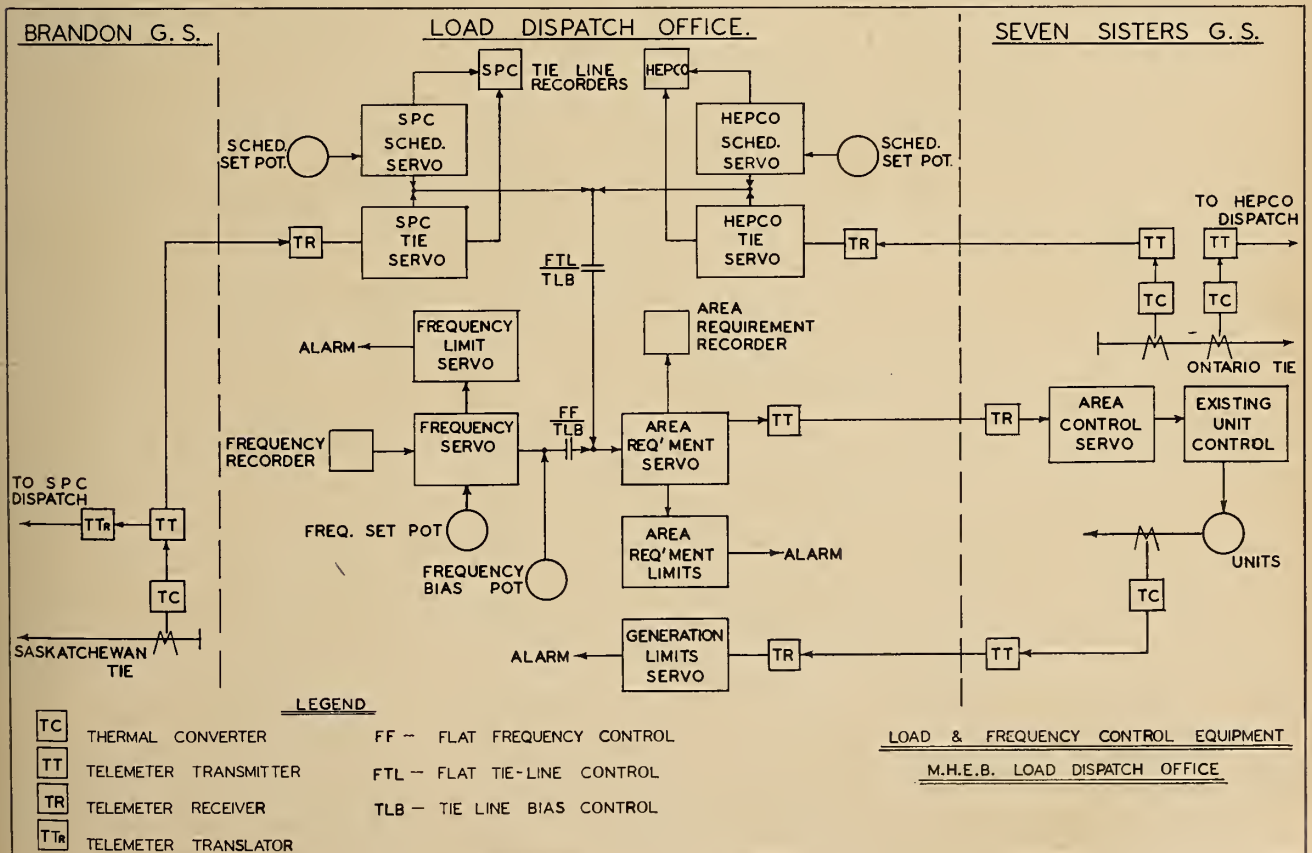 BRANDON G. S.
LOAD DISPATCH OFFICE.
SEVEN SISTERS G. S.
SPC
TIE LINE
RECORDERS
HEPCO
SPC
SCHED.
SERVO
HEPCO
SCHED.
SERVO
SCHED.
SET POT.
SCHED.
SET POT.
SPC
TIE
SERVO
HEPCO
TIE
SERVO
TR
TR
TT
TT
TO HEPCO
DISPATCH
TC
TC
ONTARIO TIE
FTL
TLB
FREQUENCY
LIMIT
SERVO
ALARM
AREA
REQUIREMENT
RECORDER
FREQUENCY
RECORDER
FREQUENCY
SERVO
FF
TLB
AREA
REQ'MENT
SERVO
TT
TR
AREA
CONTROL
SERVO
EXISTING
UNIT
CONTROL
TO SPC
DISPATCH
TTR
TT
FREQ. SET POT
FREQUENCY
BIAS POT
AREA
REQ'MENT
LIMITS
ALARM
UNITS
TC
TC
SASKATCHEWAN
TIE
ALARM
GENERATION
LIMITS
SERVO
TR
TT
LEGEND
TC THERMAL CONVERTER
TT TELEMETER TRANSMITTER
TR TELEMETER RECEIVER
TTR TELEMETER TRANSLATOR
FF - FLAT FREQUENCY CONTROL
FTL - FLAT TIE-LINE CONTROL
TLB - TIE LINE BIAS CONTROL
LOAD & FREQUENCY CONTROL EQUIPMENT
M.H.E.B. LOAD DISPATCH OFFICE